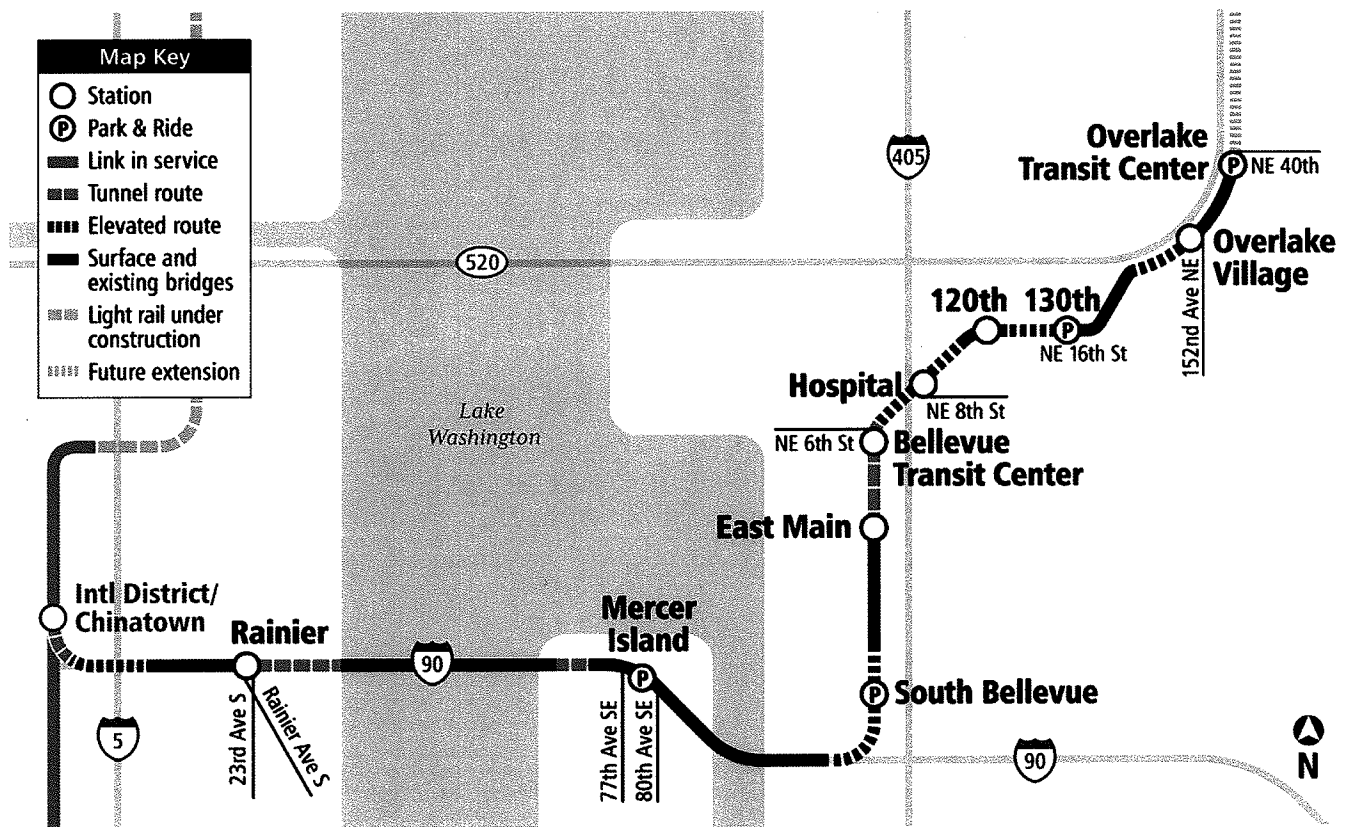 Map Key
Station
P
Park & Ride
Link in service
Tunnel route
Elevated route
Surface and
existing bridges
Light rail under
construction
Future extension
520
405
Overlake
Transit Center
P
NE 40th
Overlake
Village
152nd Ave NE
120th
130th
P
NE 16th St
Hospital
NE 8th St
NE 6th St
Bellevue
Transit Center
Lake
Washington
East Main
Intl District/
Chinatown
Rainier
23rd Ave S
Rainier Ave S
5
90
Mercer
Island
P
77th Ave SE
80th Ave SE
P
South Bellevue
90
N